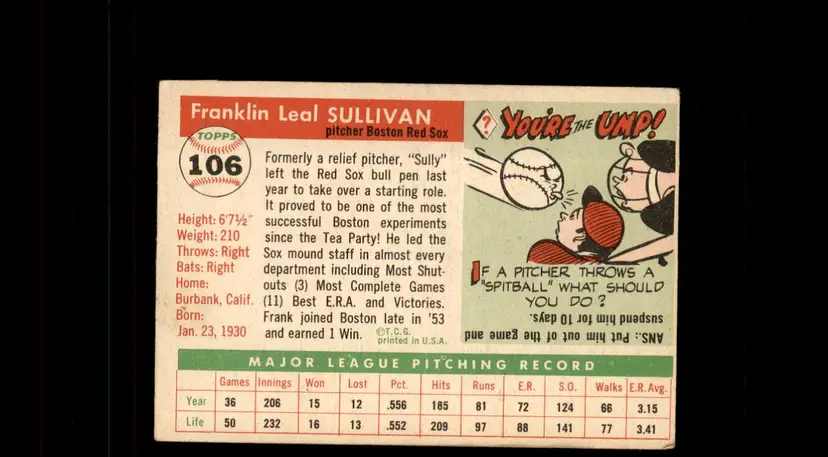 Franklin Leal SULLIVAN
pitcher Boston Red Sox
TOPPS
106
Height: 6'7½"
Weight: 210
Throws: Right
Bats: Right
Home:
Burbank, Calif.
Born:
Jan. 23, 1930
Formerly a relief pitcher, "Sully"
left the Red Sox bull pen last
year to take over a starting role.
It proved to be one of the most
successful Boston experiments
since the Tea Party! He led the
Sox mound staff in almost every
department including Most Shut-
outs (3) Most Complete Games
(11) Best E.R.A. and Victories.
Frank joined Boston late in '53
and earned 1 Win.
©T.C.G.
printed in U.S.A.
?
YOU'RE THE UMP!
IF A PITCHER THROWS A
"SPITBALL" WHAT SHOULD
YOU DO?
ANS.: Put him out of the game and
suspend him for 10 days.
MAJOR LEAGUE PITCHING RECORD
Games Innings Won Lost Pct. Hits Runs E.R. S.O. Walks E.R. Avg.
Year 36 206 15 12 .556 185 81 72 124 66 3.15
Life 50 232 16 13 .552 209 97 88 141 77 3.41